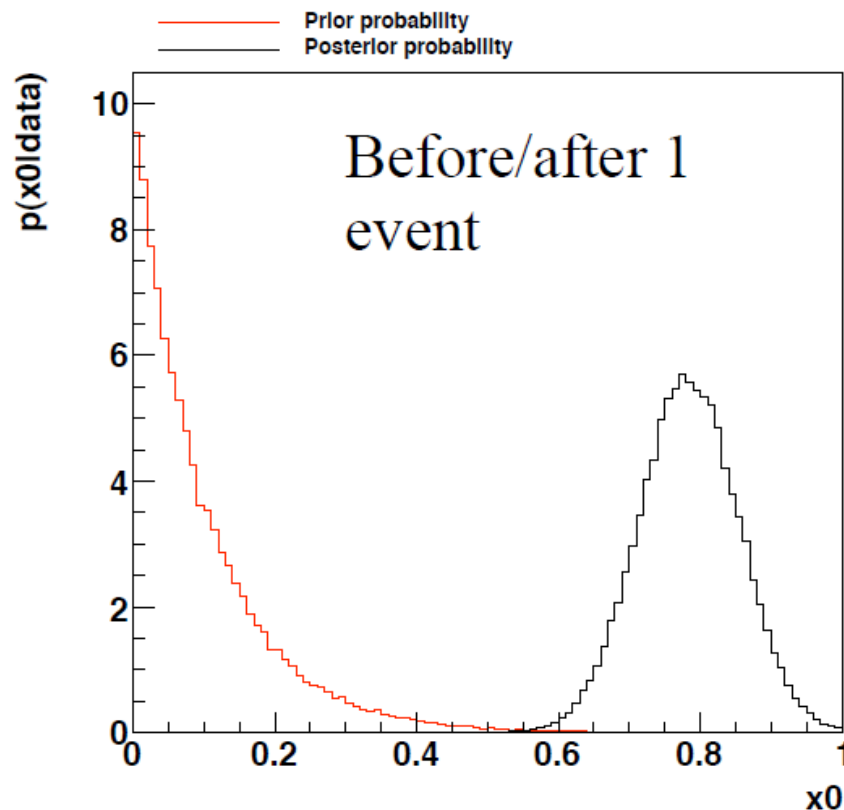 Prior probability
Posterior probability
p(x0|data)
10
8
6
4
2
0
Before/after 1
event
0 0.2 0.4 0.6 0.8 1
x0